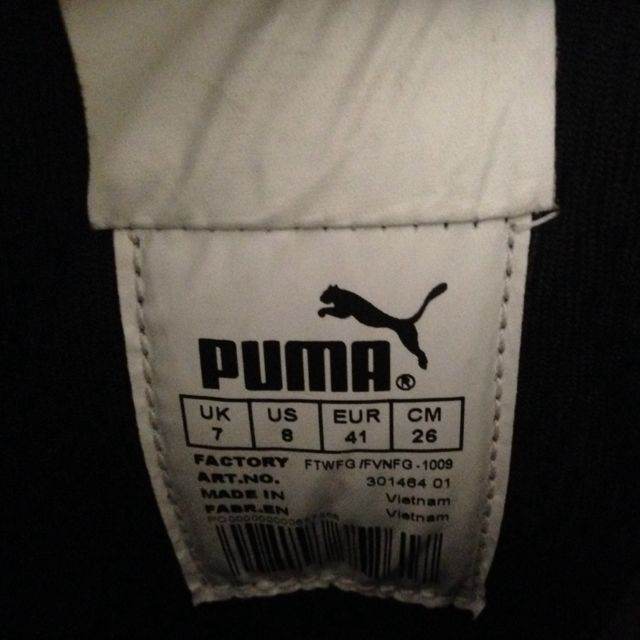 PUMA®
UK US EUR CM
7 8 41 26
FACTORY FTWFG /FVNFG - 1009
ART.NO. 301464 01
MADE IN Vietnam
FABR.EN Vietnam